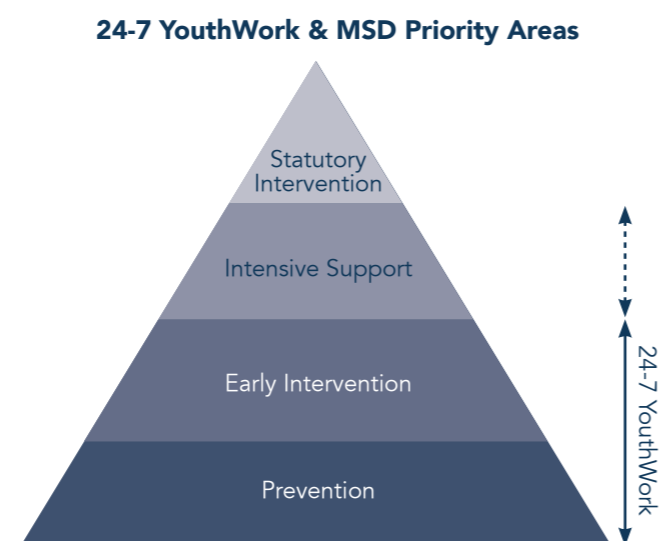 24-7 YouthWork & MSD Priority Areas
Statutory
Intervention
Intensive Support
Early Intervention
Prevention
24-7 YouthWork